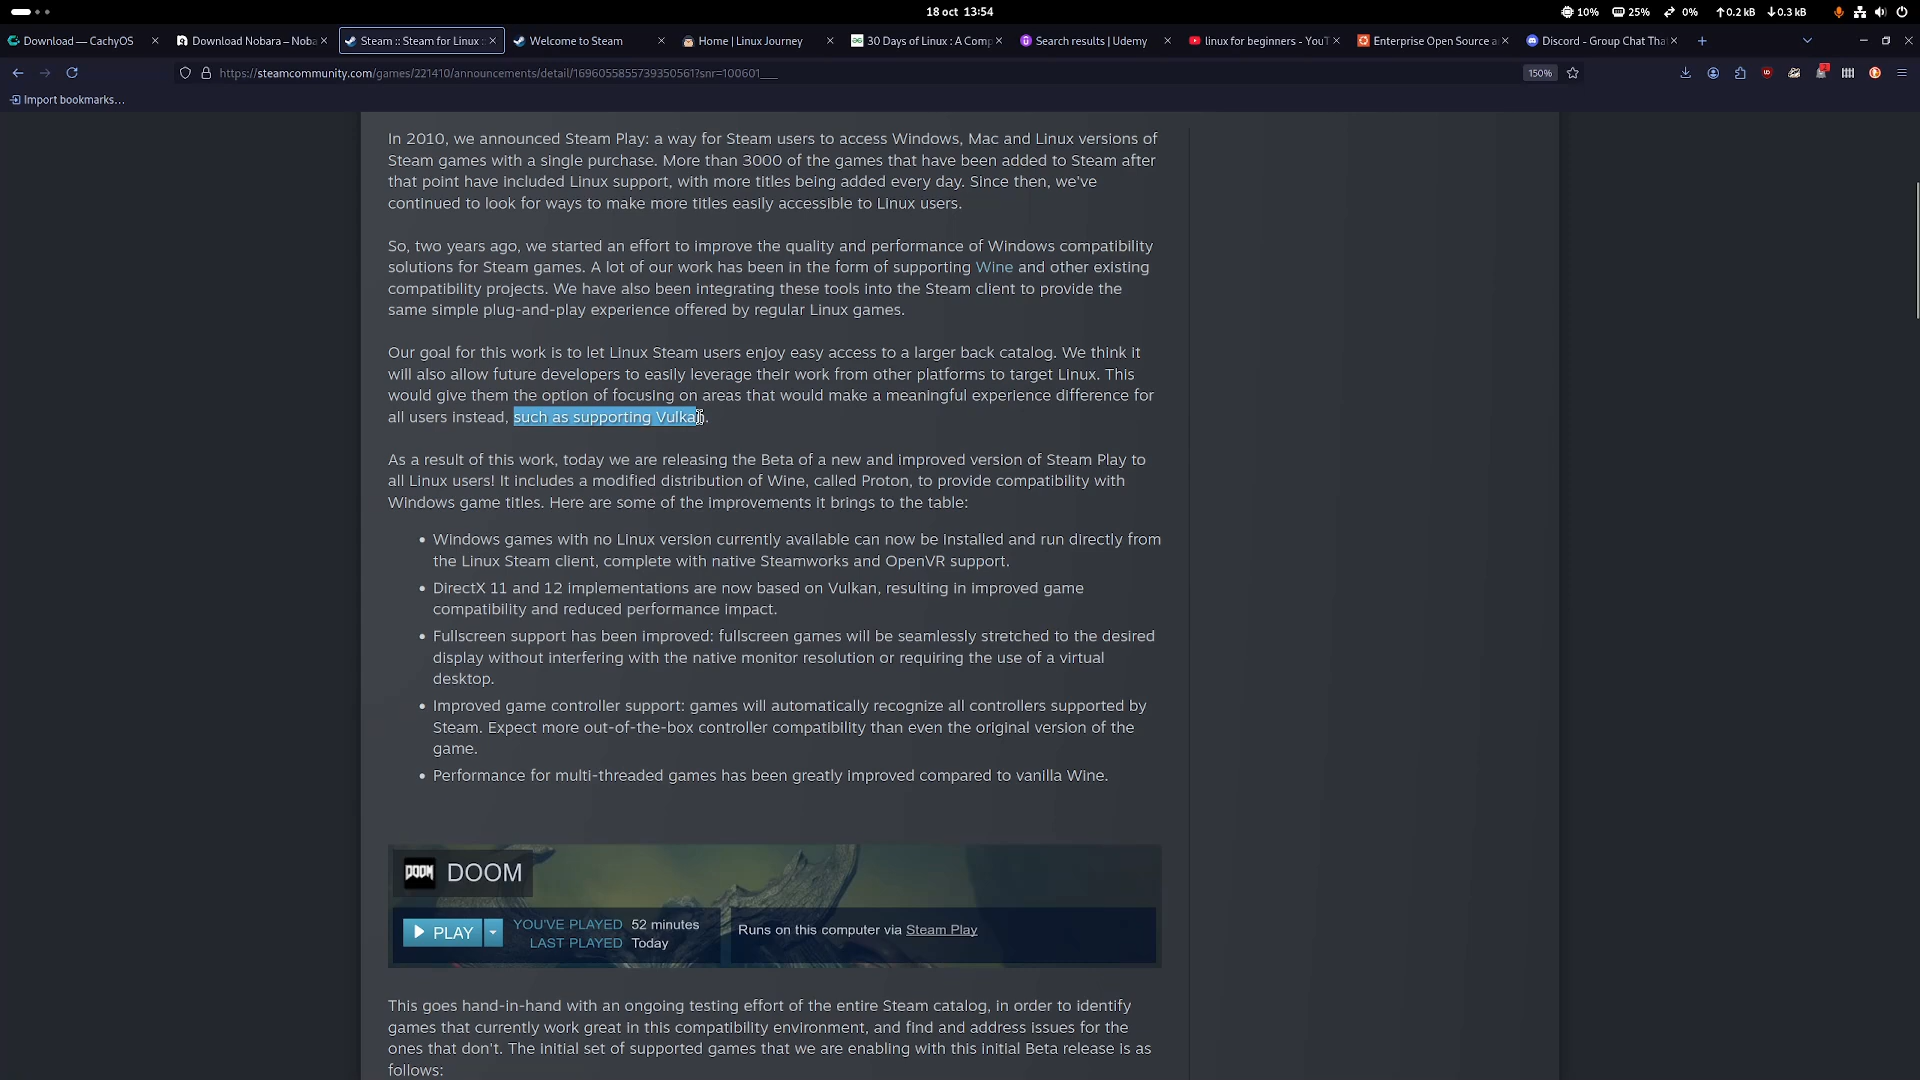 18 oct 13:54
10% 25% 0% 0.2 kB 0.3 kB
Download — CachyOS
Download Nobara – Noba
Steam :: Steam for Linux :
Welcome to Steam
Home | Linux Journey
30 Days of Linux : A Comp
Search results | Udemy
linux for beginners - YouT
Enterprise Open Source a
Discord - Group Chat Tha
https://steamcommunity.com/games/221410/announcements/detail/1696055855739350561?snr=100601___
150%
Import bookmarks…
In 2010, we announced Steam Play: a way for Steam users to access Windows, Mac and Linux versions of
Steam games with a single purchase. More than 3000 of the games that have been added to Steam after
that point have included Linux support, with more titles being added every day. Since then, we've
continued to look for ways to make more titles easily accessible to Linux users.
So, two years ago, we started an effort to improve the quality and performance of Windows compatibility
solutions for Steam games. A lot of our work has been in the form of supporting Wine and other existing
compatibility projects. We have also been integrating these tools into the Steam client to provide the
same simple plug-and-play experience offered by regular Linux games.
Our goal for this work is to let Linux Steam users enjoy easy access to a larger back catalog. We think it
will also allow future developers to easily leverage their work from other platforms to target Linux. This
would give them the option of focusing on areas that would make a meaningful experience difference for
all users instead, such as supporting Vulkan.
As a result of this work, today we are releasing the Beta of a new and improved version of Steam Play to
all Linux users! It includes a modified distribution of Wine, called Proton, to provide compatibility with
Windows game titles. Here are some of the improvements it brings to the table:
• Windows games with no Linux version currently available can now be installed and run directly from
the Linux Steam client, complete with native Steamworks and OpenVR support.
• DirectX 11 and 12 implementations are now based on Vulkan, resulting in improved game
compatibility and reduced performance impact.
• Fullscreen support has been improved: fullscreen games will be seamlessly stretched to the desired
display without interfering with the native monitor resolution or requiring the use of a virtual
desktop.
• Improved game controller support: games will automatically recognize all controllers supported by
Steam. Expect more out-of-the-box controller compatibility than even the original version of the
game.
• Performance for multi-threaded games has been greatly improved compared to vanilla Wine.
DOOM DOOM
PLAY
YOU'VE PLAYED 52 minutes
LAST PLAYED Today
Runs on this computer via Steam Play
This goes hand-in-hand with an ongoing testing effort of the entire Steam catalog, in order to identify
games that currently work great in this compatibility environment, and find and address issues for the
ones that don't. The initial set of supported games that we are enabling with this initial Beta release is as
follows: